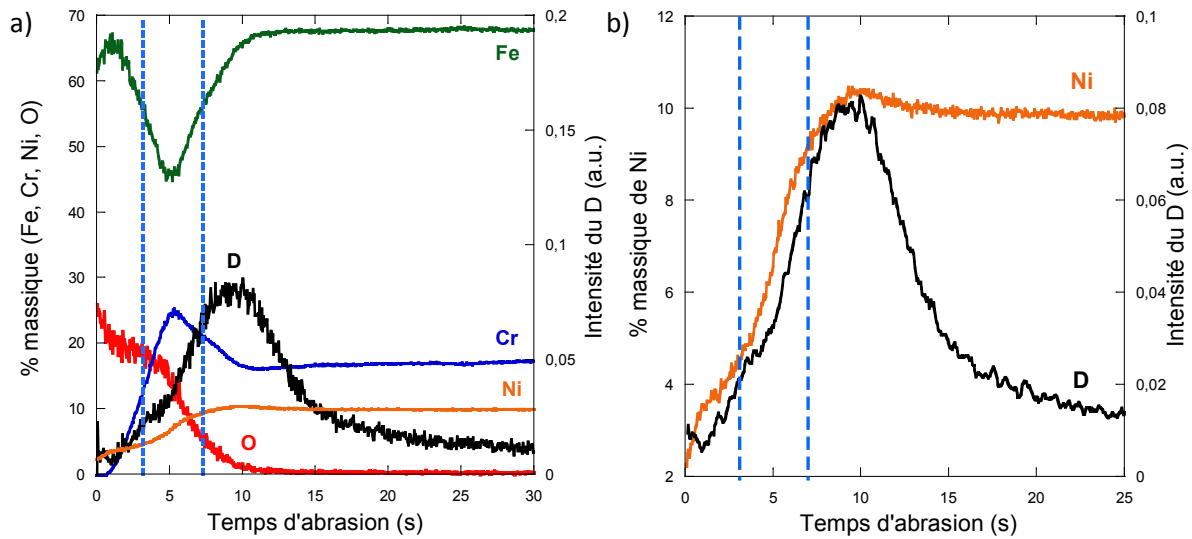 a)
% massique (Fe, Cr, Ni, O)
70
60
50
40
30
20
10
0
0 5 10 15 20 25 30
Temps d'abrasion (s)
0,2
0,15
0,1
0,05
0
Intensité du D (a.u.)
Fe
D
Cr
Ni
O
b)
% massique de Ni
12
10
8
6
4
2
0 5 10 15 20 25
Temps d'abrasion (s)
0,1
0,08
0,06
0,04
0,02
0
Intensité du D (a.u.)
Ni
D